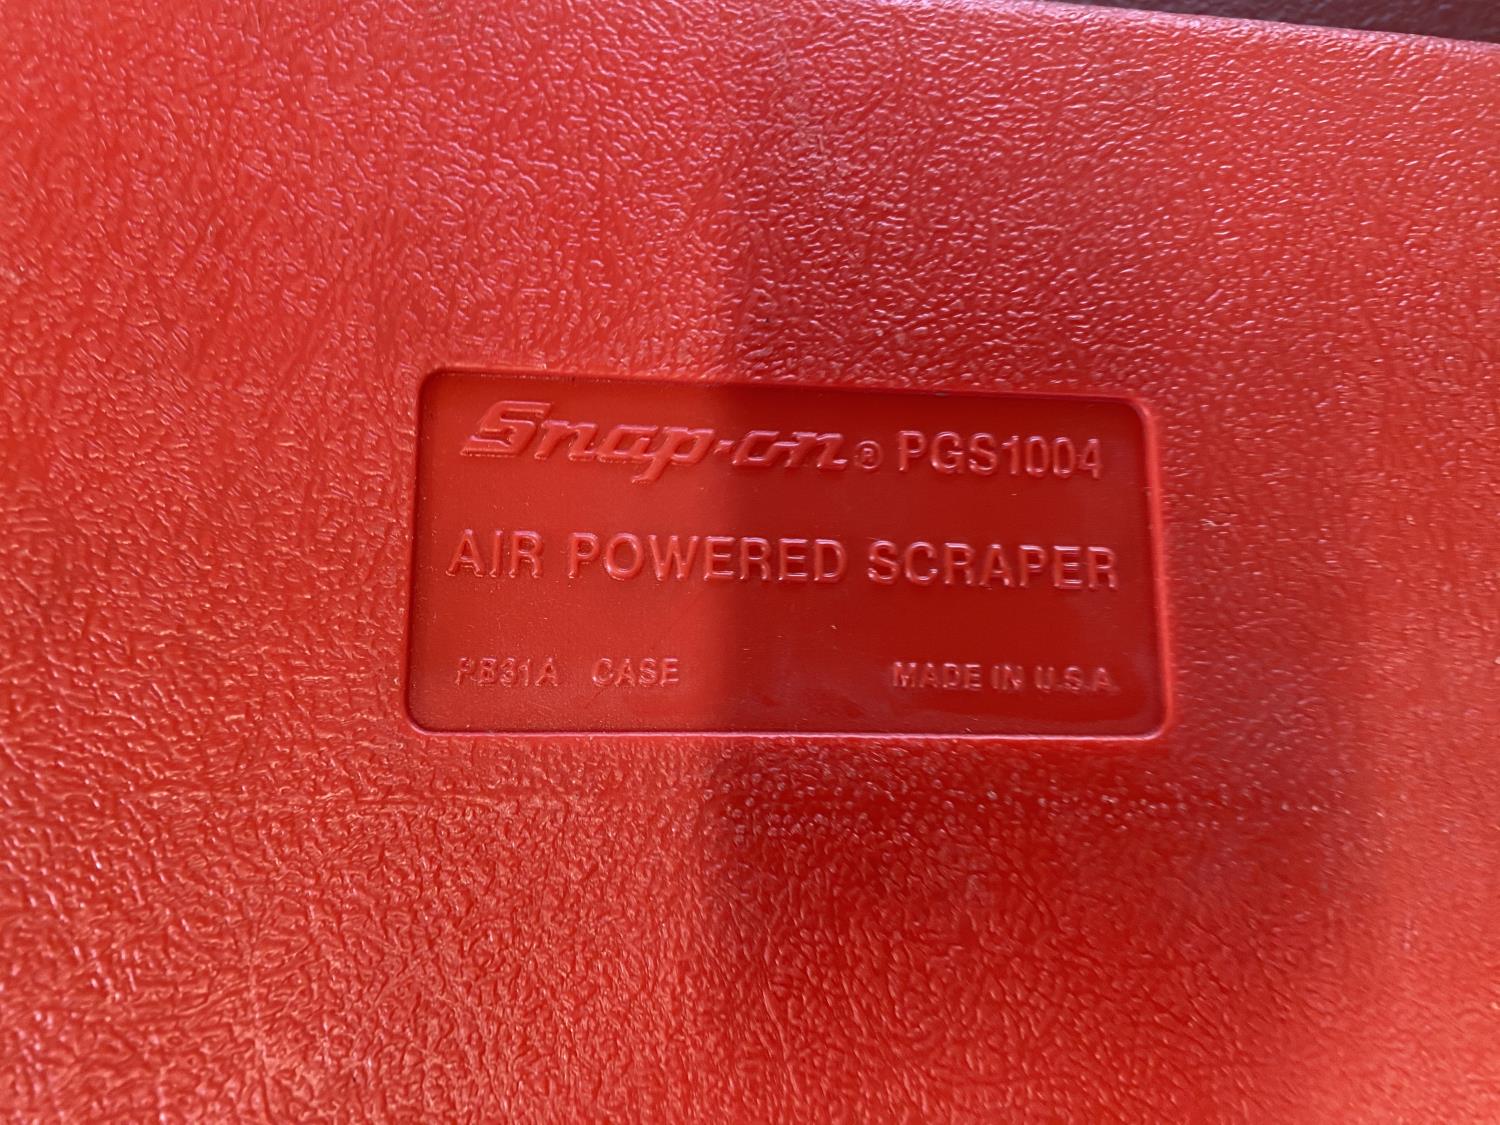 Snap-on® PGS1004
AIR POWERED SCRAPER
PB31A CASE MADE IN U.S.A.